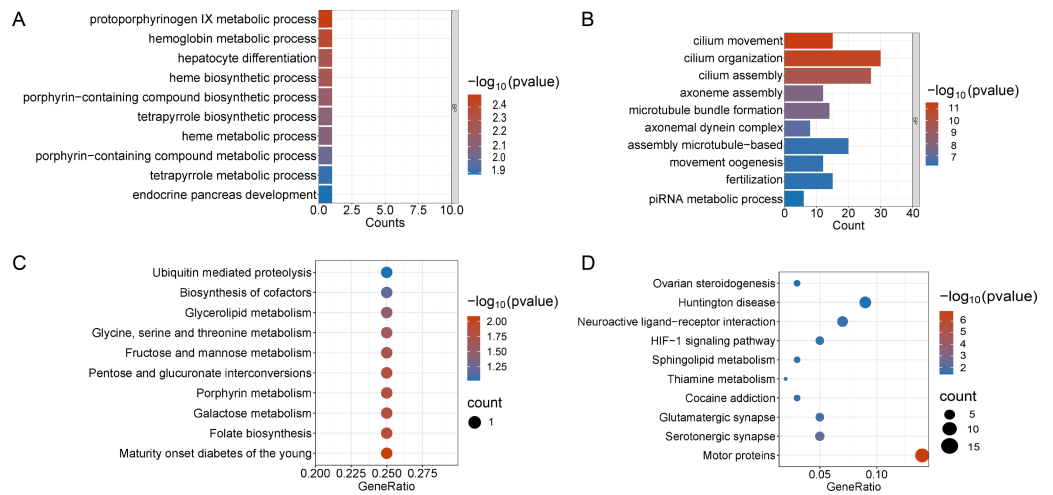 A
protoporphyrinogen IX metabolic process
hemoglobin metabolic process
hepatocyte differentiation
heme biosynthetic process
porphyrin−containing compound biosynthetic process
tetrapyrrole biosynthetic process
heme metabolic process
porphyrin−containing compound metabolic process
tetrapyrrole metabolic process
endocrine pancreas development
0.0 2.5 5.0 7.5 10.0
Counts
BP
−log10(pvalue)
2.4
2.3
2.2
2.1
2.0
1.9
B
cilium movement
cilium organization
cilium assembly
axoneme assembly
microtubule bundle formation
axonemal dynein complex
assembly microtubule−based
movement oogenesis
fertilization
piRNA metabolic process
0 10 20 30 40
Count
BP
−log10(pvalue)
11
10
9
8
7
C
Ubiquitin mediated proteolysis
Biosynthesis of cofactors
Glycerolipid metabolism
Glycine, serine and threonine metabolism
Fructose and mannose metabolism
Pentose and glucuronate interconversions
Porphyrin metabolism
Galactose metabolism
Folate biosynthesis
Maturity onset diabetes of the young
0.200 0.225 0.250 0.275
GeneRatio
−log10(pvalue)
2.00
1.75
1.50
1.25
count
1
D
Ovarian steroidogenesis
Huntington disease
Neuroactive ligand−receptor interaction
HIF−1 signaling pathway
Sphingolipid metabolism
Thiamine metabolism
Cocaine addiction
Glutamatergic synapse
Serotonergic synapse
Motor proteins
0.05 0.10
GeneRatio
−log10(pvalue)
6
5
4
3
2
count
5
10
15